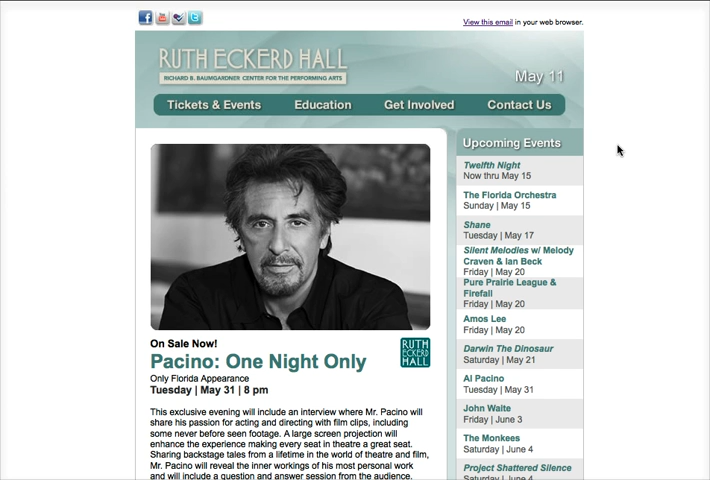 View this email in your web browser.
RUTH ECKERD HALL
RICHARD B. BAUMGARDNER CENTER FOR THE PERFORMING ARTS
May 11
Tickets & Events Education Get Involved Contact Us
On Sale Now!
Pacino: One Night Only
Only Florida Appearance
Tuesday | May 31 | 8 pm
RUTH
ECKERD
HALL
This exclusive evening will include an interview where Mr. Pacino will
share his passion for acting and directing with film clips, including
some never before seen footage. A large screen projection will
enhance the experience making every seat in theatre a great seat.
Sharing backstage tales from a lifetime in the world of theatre and film,
Mr. Pacino will reveal the inner workings of his most personal work
and will include a question and answer session from the audience.
Upcoming Events
Twelfth Night
Now thru May 15
The Florida Orchestra
Sunday | May 15
Shane
Tuesday | May 17
Silent Melodies w/ Melody
Craven & Ian Beck
Friday | May 20
Pure Prairie League &
Firefall
Friday | May 20
Amos Lee
Friday | May 20
Darwin The Dinosaur
Saturday | May 21
Al Pacino
Tuesday | May 31
John Waite
Friday | June 3
The Monkees
Saturday | June 4
Project Shattered Silence
Saturday | June 4